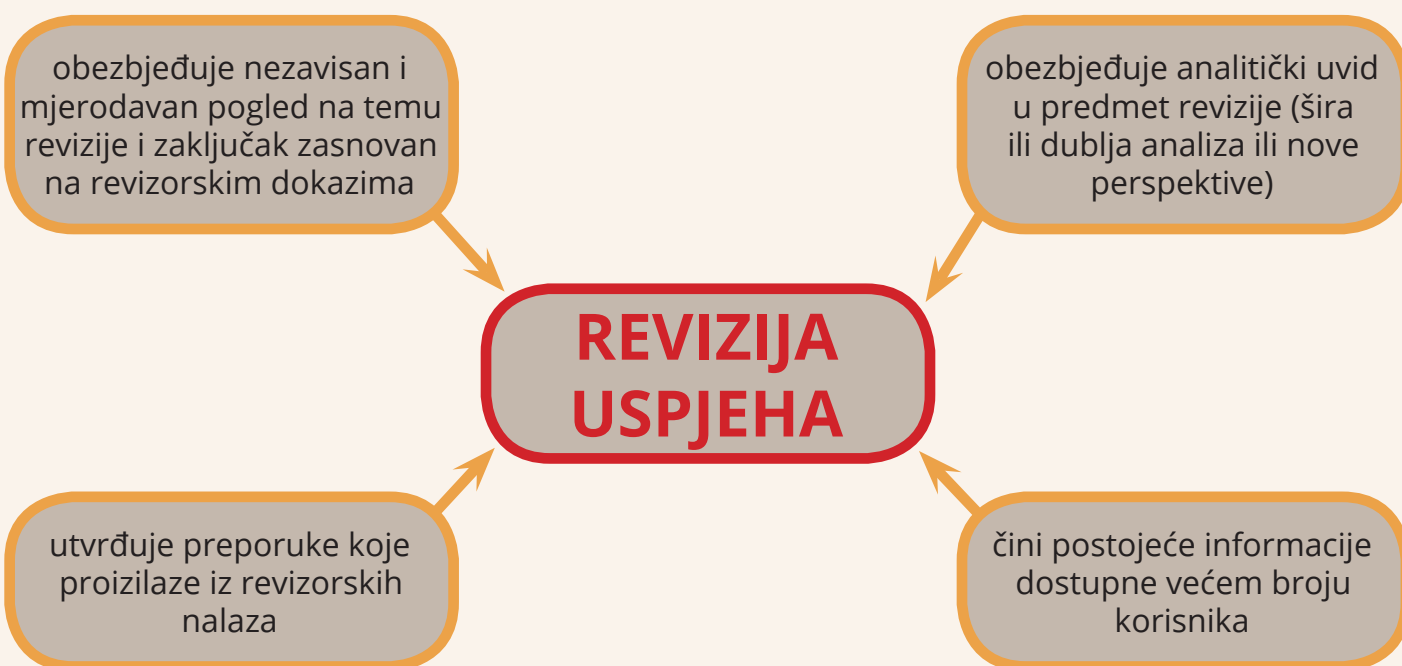 obezbjeđuje nezavisan i
mjerodavan pogled na temu
revizije i zaključak zasnovan
na revizorskim dokazima
obezbjeđuje analitički uvid
u predmet revizije (šira
ili dublja analiza ili nove
perspektive)
REVIZIJA
USPJEHA
utvrđuje preporuke koje
proizilaze iz revizorskih
nalaza
čini postojeće informacije
dostupne većem broju
korisnika